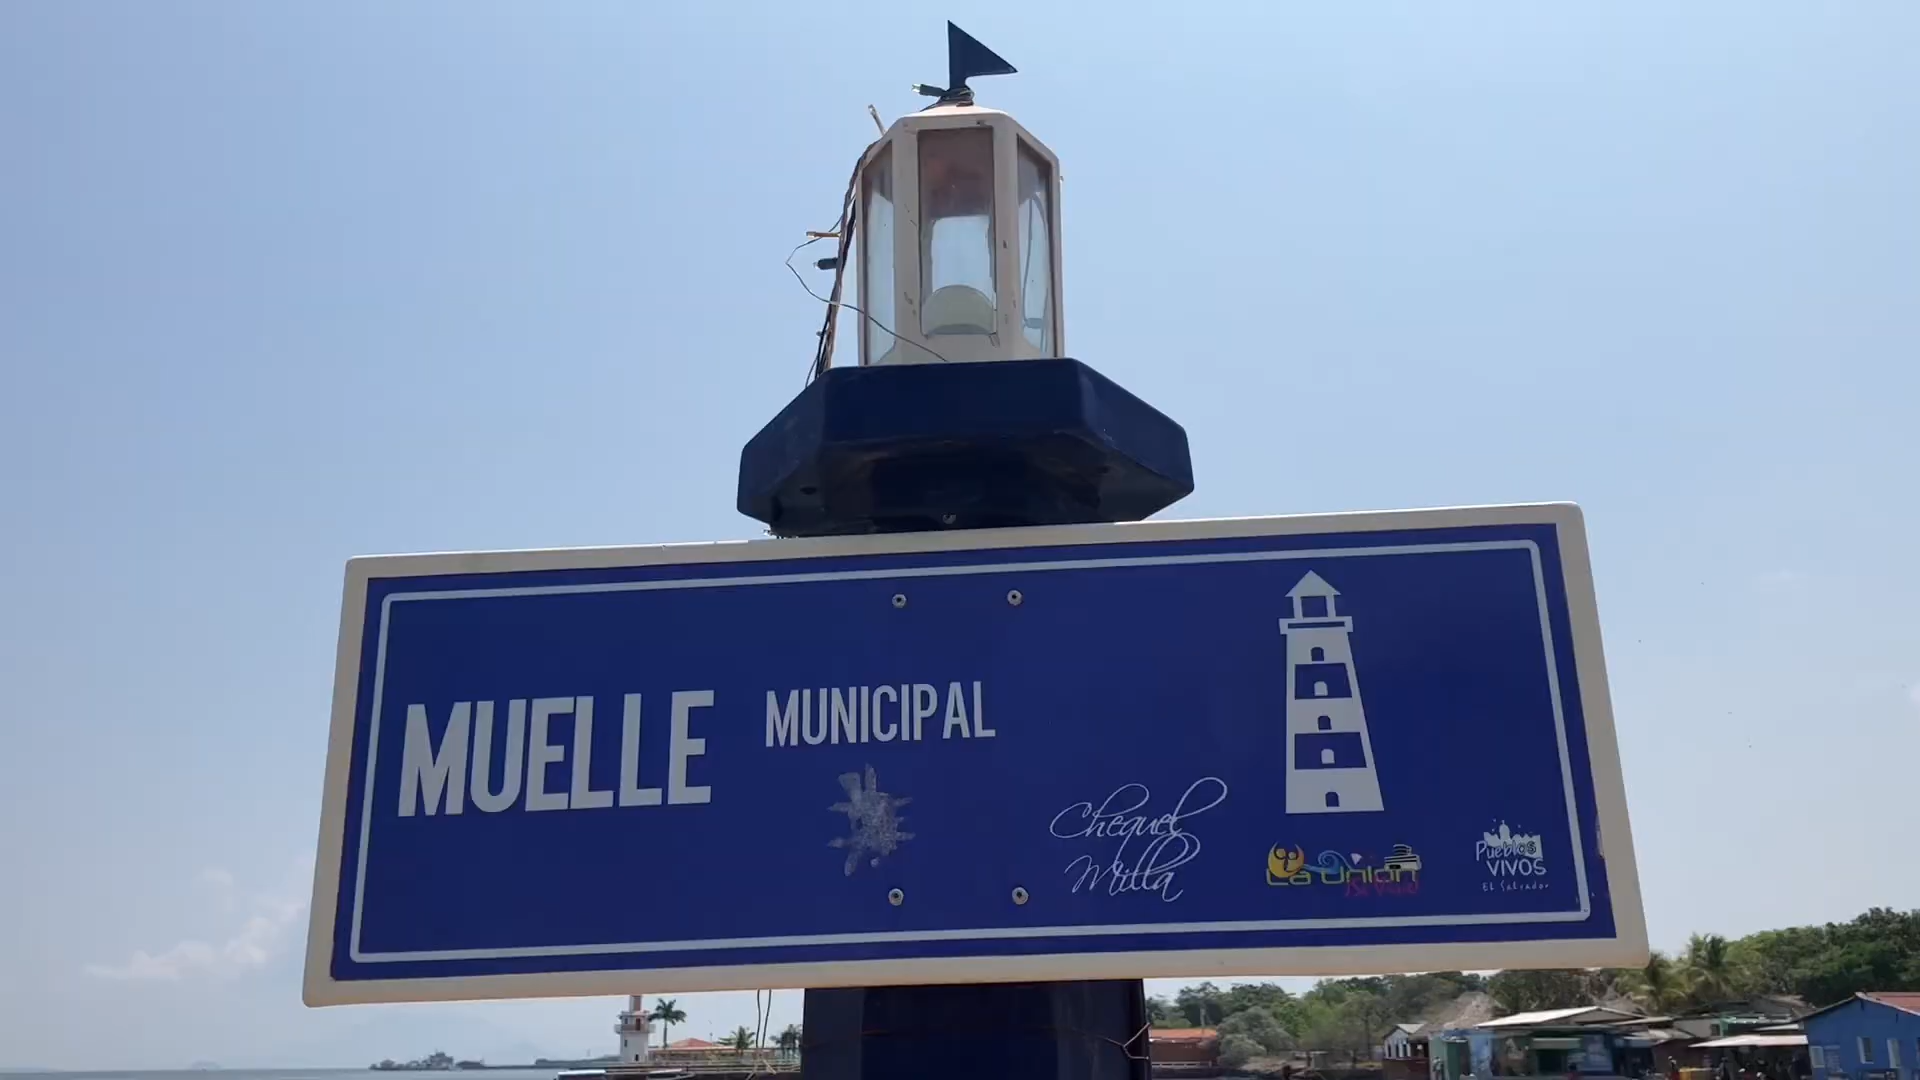 MUELLE MUNICIPAL
Chequel
Milla
La Unión
Pueblos
VIVOS
El Salvador